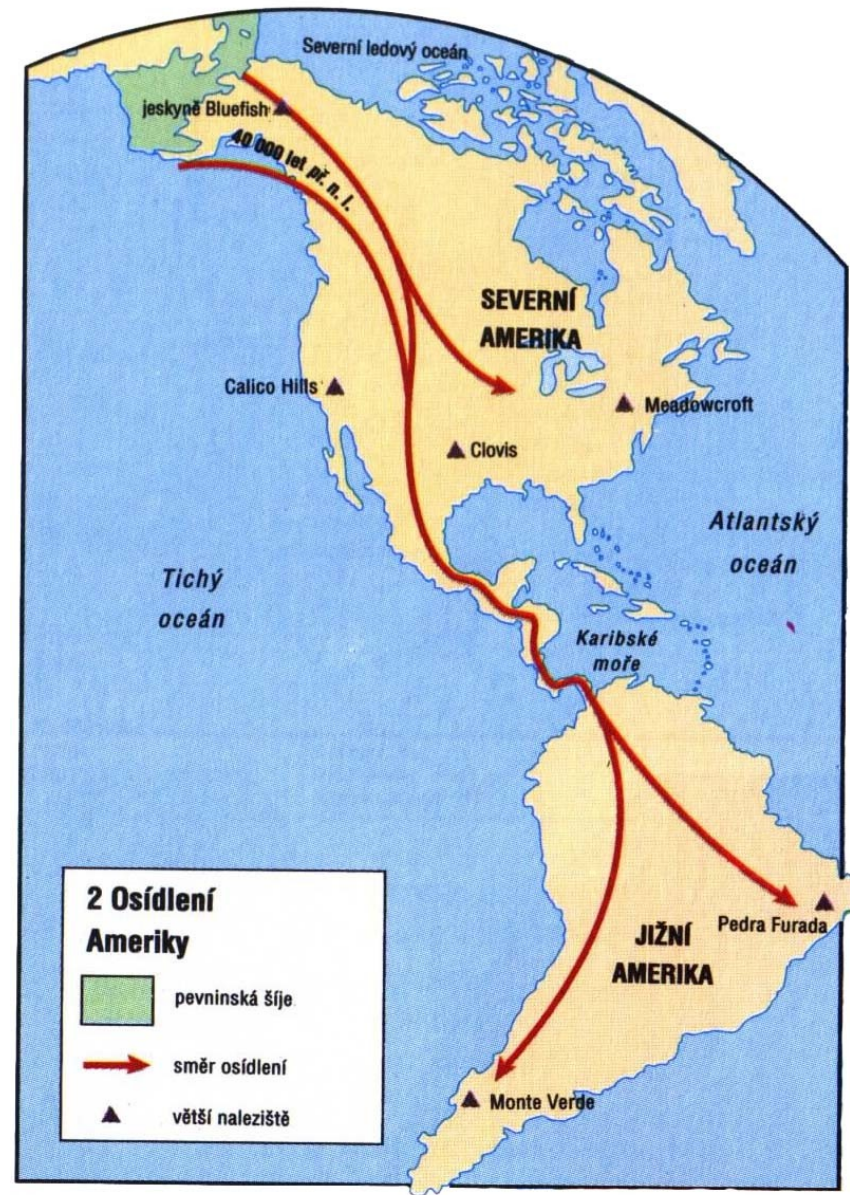 Severní ledový oceán
jeskyně Bluefish
40 000 let př. n. l.
SEVERNÍ
AMERIKA
Calico Hills
Meadowcroft
Clovis
Atlantský
oceán
Tichý
oceán
Karibské
moře
Pedra Furada
JIŽNÍ
AMERIKA
Monte Verde
2 Osídlení
Ameriky
pevninská šíje
směr osídlení
větší naleziště